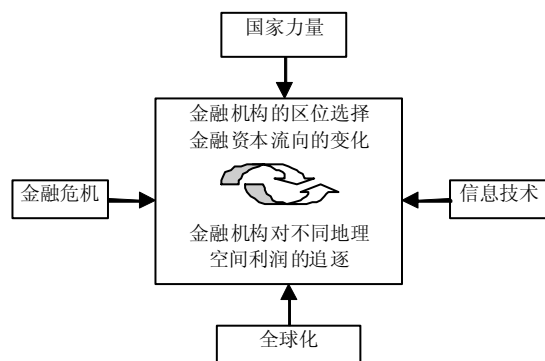 国家力量
金融机构的区位选择
金融资本流向的变化
金融危机
信息技术
金融机构对不同地理
空间利润的追逐
全球化